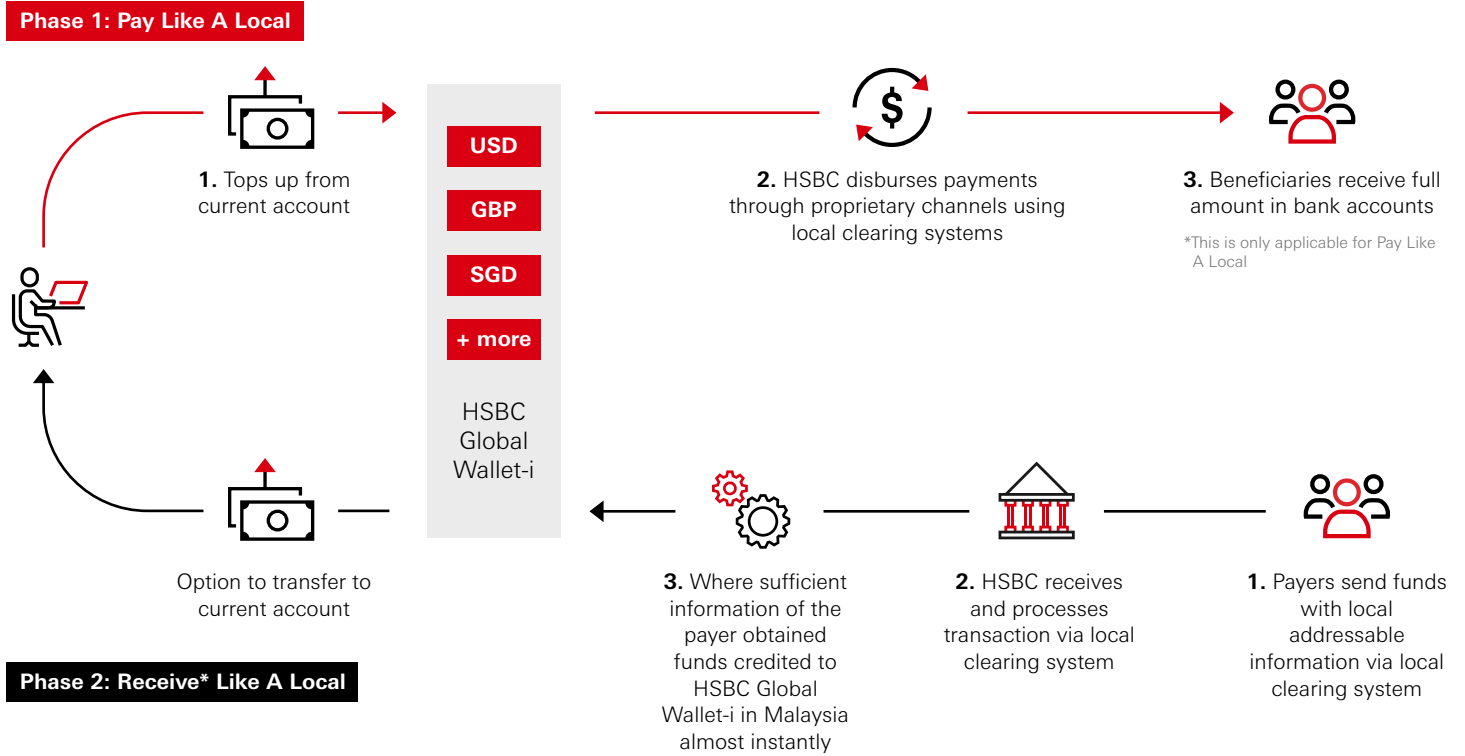 Phase 1: Pay Like A Local
1. Tops up from
current account
USD
GBP
SGD
+ more
HSBC
Global
Wallet-i
$
2. HSBC disburses payments
through proprietary channels using
local clearing systems
3. Beneficiaries receive full
amount in bank accounts
*This is only applicable for Pay Like
A Local
Option to transfer to
current account
3. Where sufficient
information of the
payer obtained
funds credited to
HSBC Global
Wallet-i in Malaysia
almost instantly
2. HSBC receives
and processes
transaction via local
clearing system
1. Payers send funds
with local
addressable
information via local
clearing system
Phase 2: Receive* Like A Local